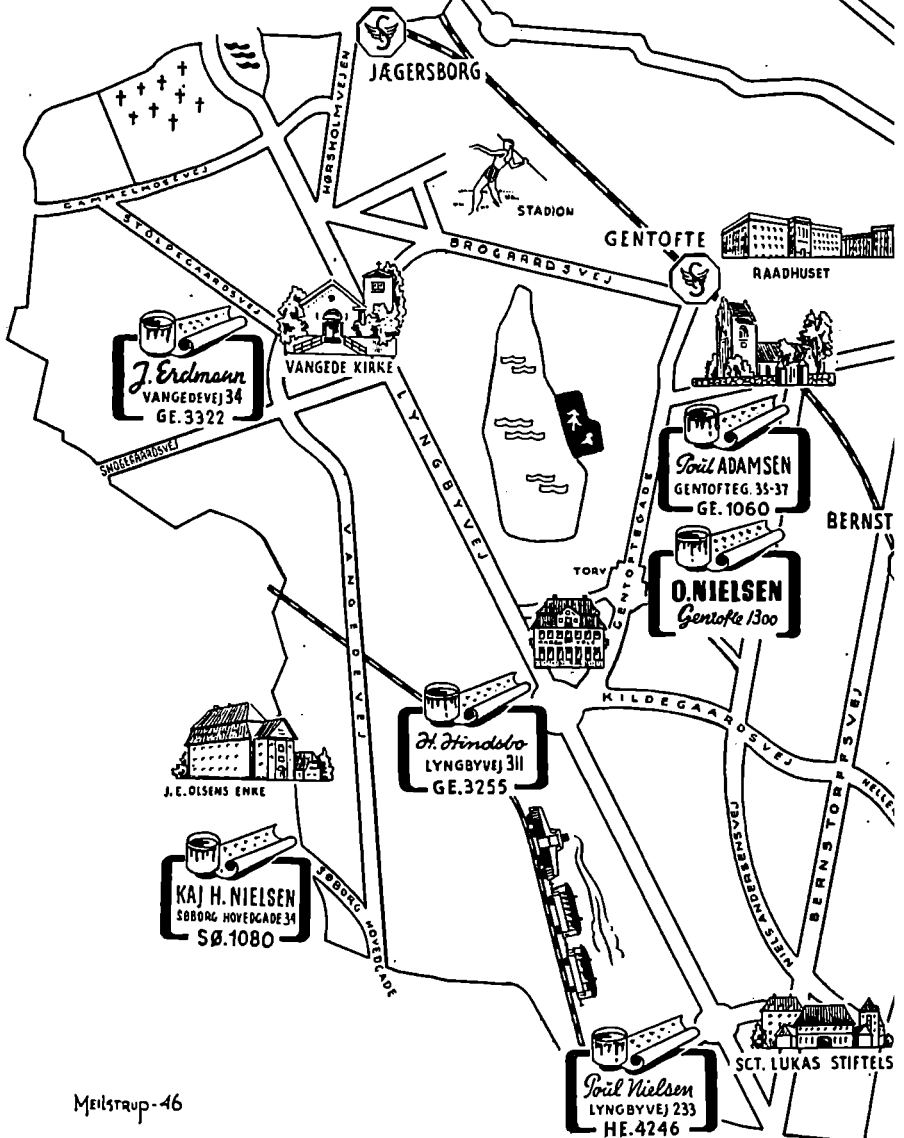 JÆGERSBORG
HØRSHOLMVEJEN
GAMMELMOSEVEJ
STOLPEGAARDSVEJ
STADION
BROGAARDSVEJ
GENTOFTE
RAADHUSET
VANGEDE KIRKE
J. Erdmann
VANGEDEVEJ 34
GE. 3322
SNOGEGAARDSVEJ
LYNGBYVEJ
VANGEDEVEJ
Poul ADAMSEN
GENTOFTEG. 35-37
GE. 1060
BERNST
GENTOFTEGADE
TORV
O. NIELSEN
Gentofte 1300
KILDEGAARDSVEJ
H. Hindsbo
LYNGBYVEJ 311
GE. 3255
J. E. OLSENS ENKE
HELLE
BERNSTORFFSVEJ
NIELS ANDERSENSVEJ
KAJ H. NIELSEN
SØBORG HOVEDGADE 34
SØ. 1080
SØBORG HOVEDGADE
SCT. LUKAS STIFTELS
Poul Nielsen
LYNGBYVEJ 233
HE. 4246
MEILSTRUP-46